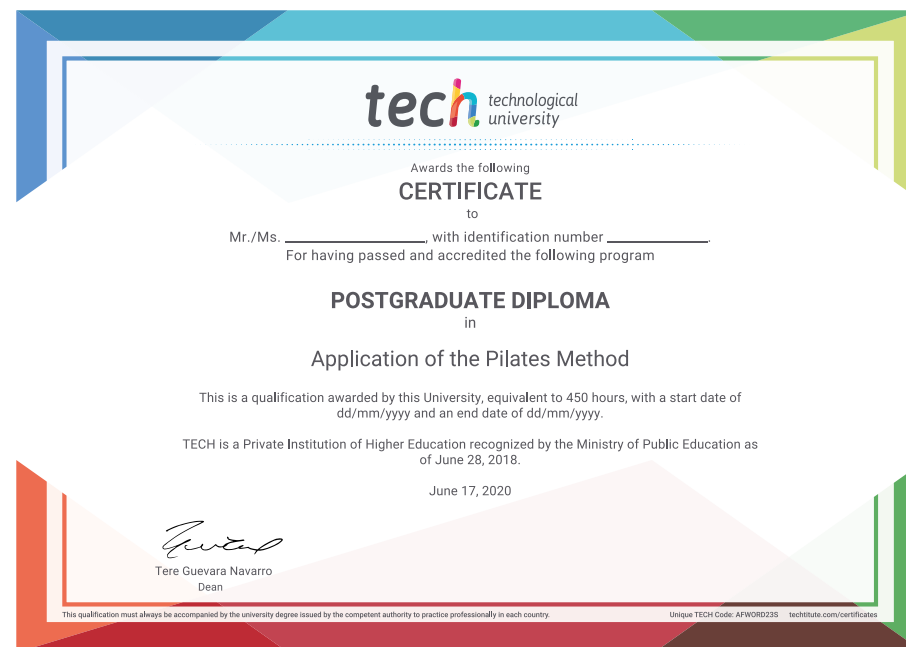 tech technological
university
Awards the following
CERTIFICATE
to
Mr./Ms. ____________________, with identification number ______________.
For having passed and accredited the following program
POSTGRADUATE DIPLOMA
in
Application of the Pilates Method
This is a qualification awarded by this University, equivalent to 450 hours, with a start date of
dd/mm/yyyy and an end date of dd/mm/yyyy.
TECH is a Private Institution of Higher Education recognized by the Ministry of Public Education as
of June 28, 2018.
June 17, 2020
Tere Guevara Navarro
Dean
This qualification must always be accompanied by the university degree issued by the competent authority to practice professionally in each country. Unique TECH Code: AFWORD23S techtitute.com/certificates